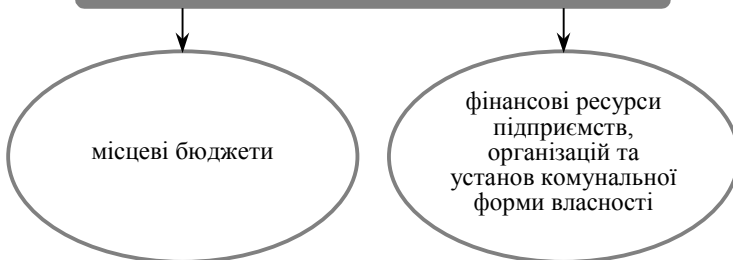 місцеві бюджети
фінансові ресурси
підприємств,
організацій та
установ комунальної
форми власності